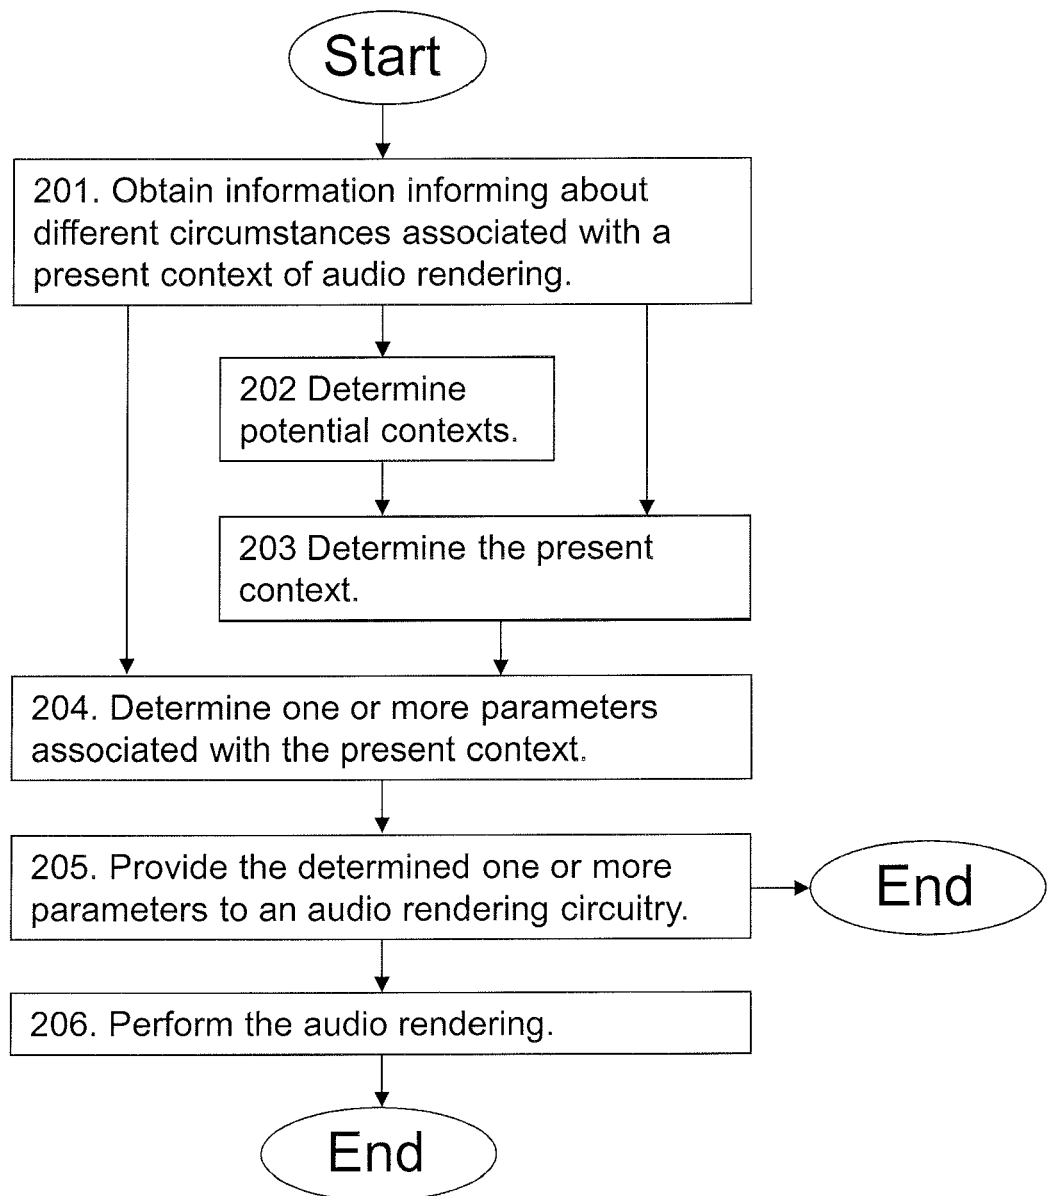 Start
201. Obtain information informing about
different circumstances associated with a
present context of audio rendering.
202 Determine
potential contexts.
203 Determine the present
context.
204. Determine one or more parameters
associated with the present context.
205. Provide the determined one or more
parameters to an audio rendering circuitry.
End
206. Perform the audio rendering.
End